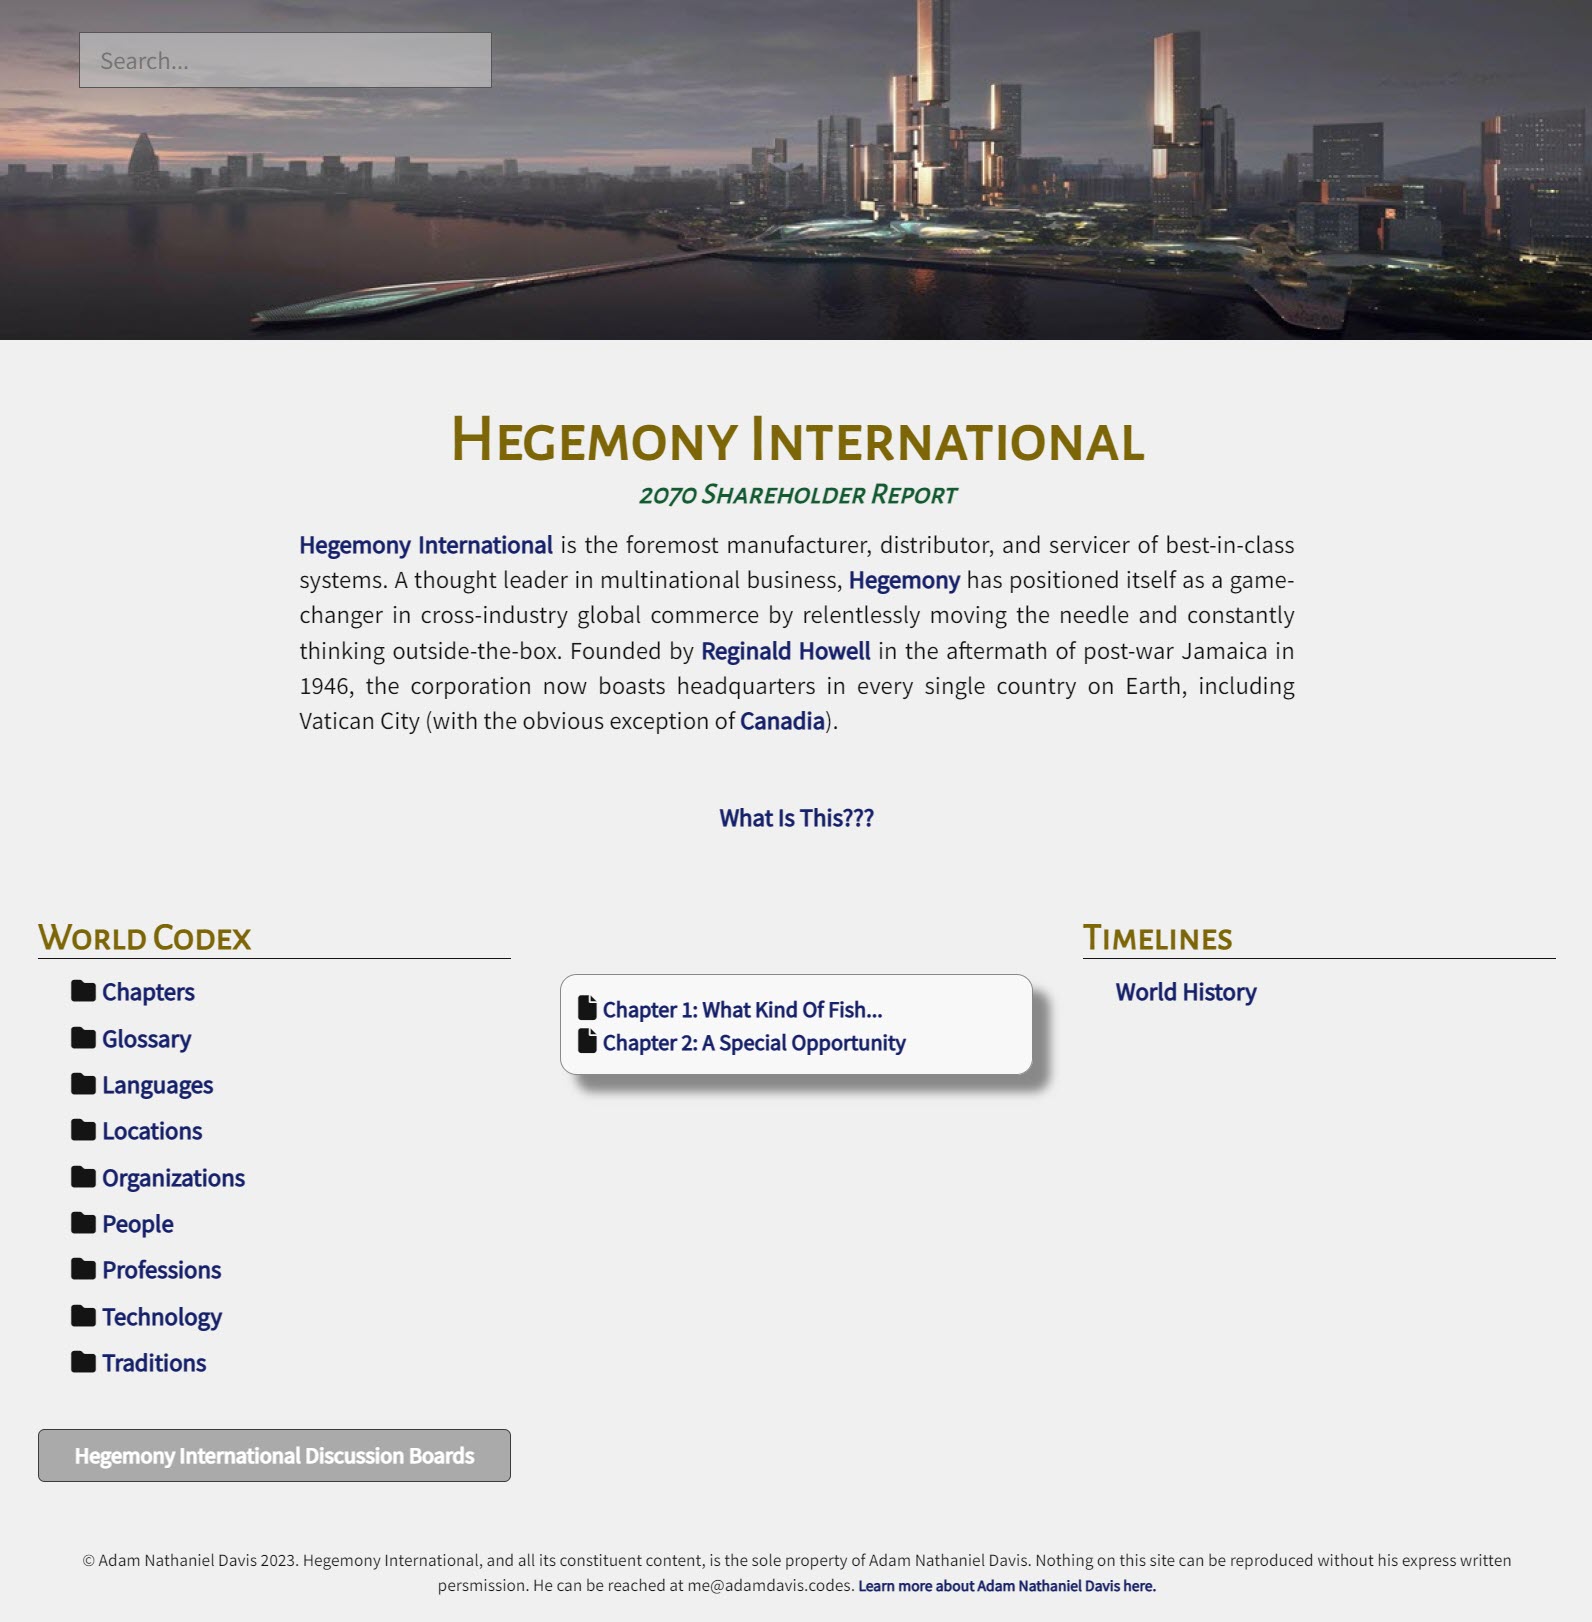 Search...
Hegemony International
2070 Shareholder Report
Hegemony International is the foremost manufacturer, distributor, and servicer of best-in-class
systems. A thought leader in multinational business, Hegemony has positioned itself as a game-
changer in cross-industry global commerce by relentlessly moving the needle and constantly
thinking outside-the-box. Founded by Reginald Howell in the aftermath of post-war Jamaica in
1946, the corporation now boasts headquarters in every single country on Earth, including
Vatican City (with the obvious exception of Canadia).
What Is This???
World Codex
Chapters
Glossary
Languages
Locations
Organizations
People
Professions
Technology
Traditions
Hegemony International Discussion Boards
Chapter 1: What Kind Of Fish...
Chapter 2: A Special Opportunity
Timelines
World History
© Adam Nathaniel Davis 2023. Hegemony International, and all its constituent content, is the sole property of Adam Nathaniel Davis. Nothing on this site can be reproduced without his express written
persmission. He can be reached at me@adamdavis.codes. Learn more about Adam Nathaniel Davis here.